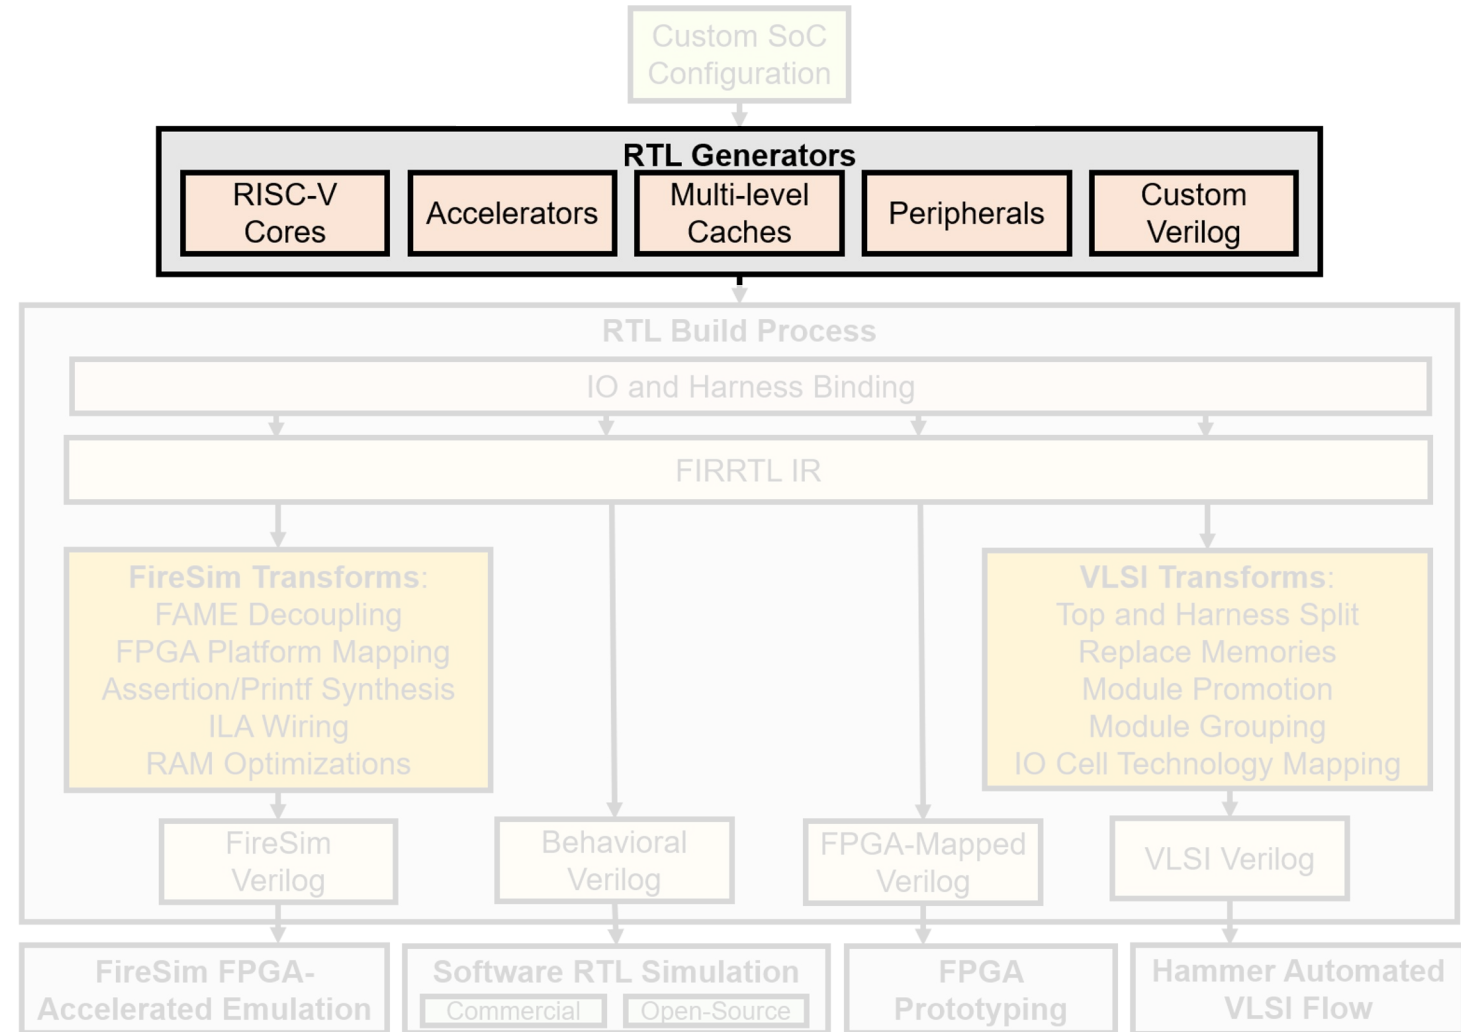 Custom SoC
Configuration
RTL Generators
RISC-V
Cores
Accelerators
Multi-level
Caches
Peripherals
Custom
Verilog
RTL Build Process
IO and Harness Binding
FIRRTL IR
FireSim Transforms:
FAME Decoupling
FPGA Platform Mapping
Assertion/Printf Synthesis
ILA Wiring
RAM Optimizations
VLSI Transforms:
Top and Harness Split
Replace Memories
Module Promotion
Module Grouping
IO Cell Technology Mapping
FireSim
Verilog
Behavioral
Verilog
FPGA-Mapped
Verilog
VLSI Verilog
FireSim FPGA-
Accelerated Emulation
Software RTL Simulation
Commercial
Open-Source
FPGA
Prototyping
Hammer Automated
VLSI Flow